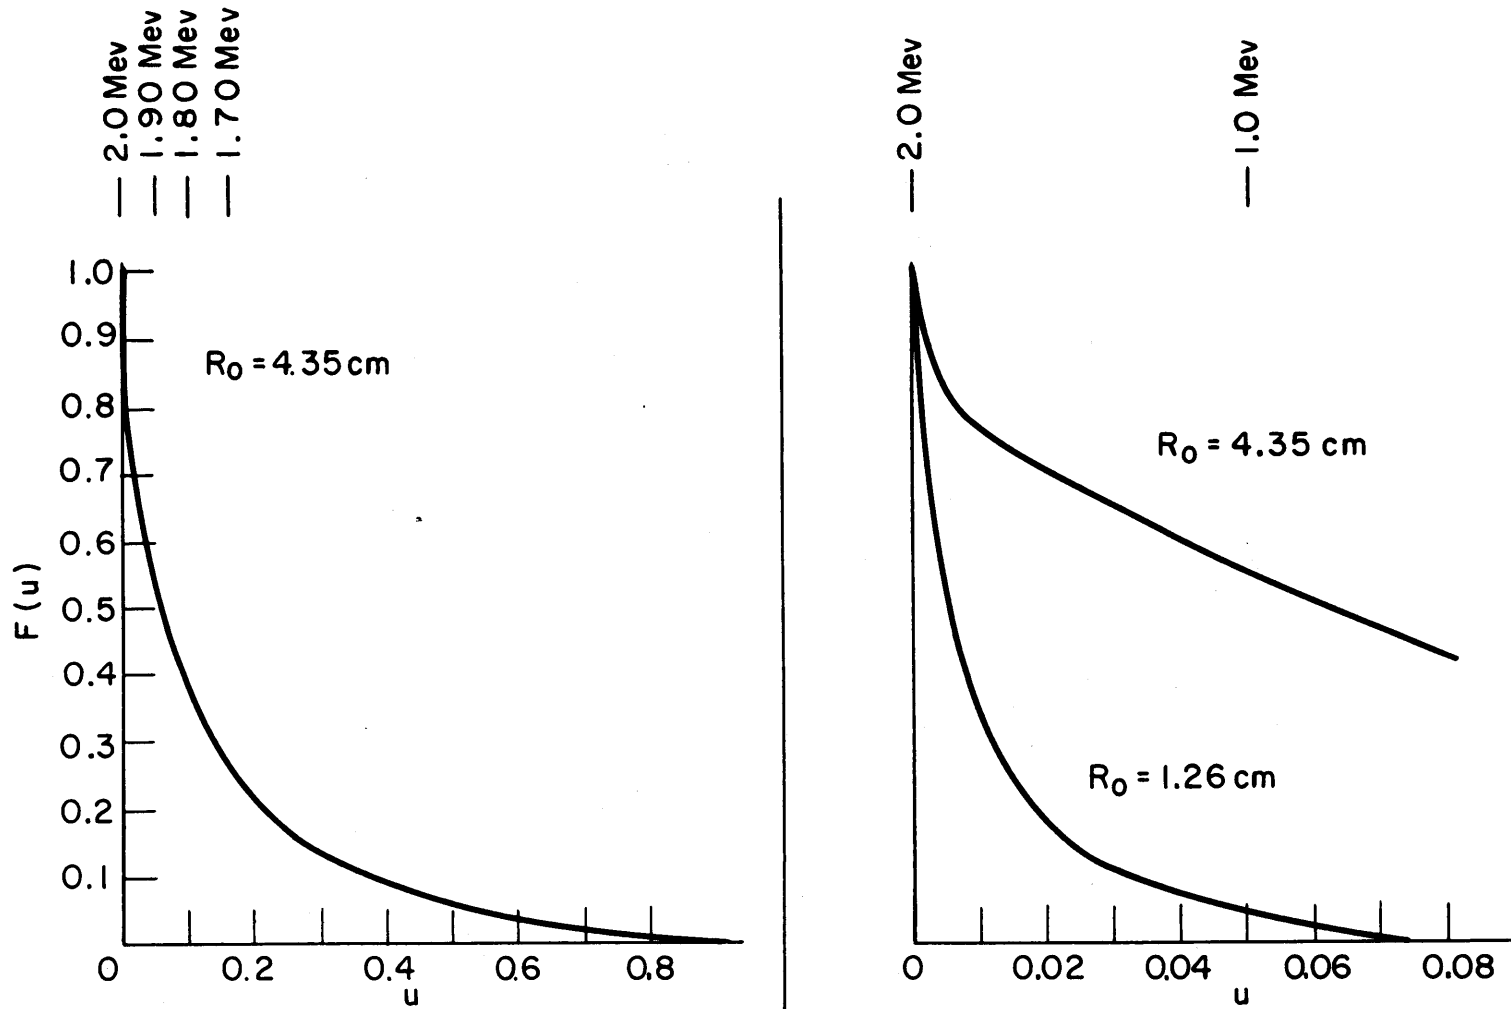 2.0 Mev
1.90 Mev
1.80 Mev
1.70 Mev
1.0
0.9
0.8
0.7
0.6
0.5
0.4
0.3
0.2
0.1
F (u)
R0 = 4.35 cm
0 0.2 0.4 0.6 0.8
u
2.0 Mev
1.0 Mev
R0 = 4.35 cm
R0 = 1.26 cm
0 0.02 0.04 0.06 0.08
u